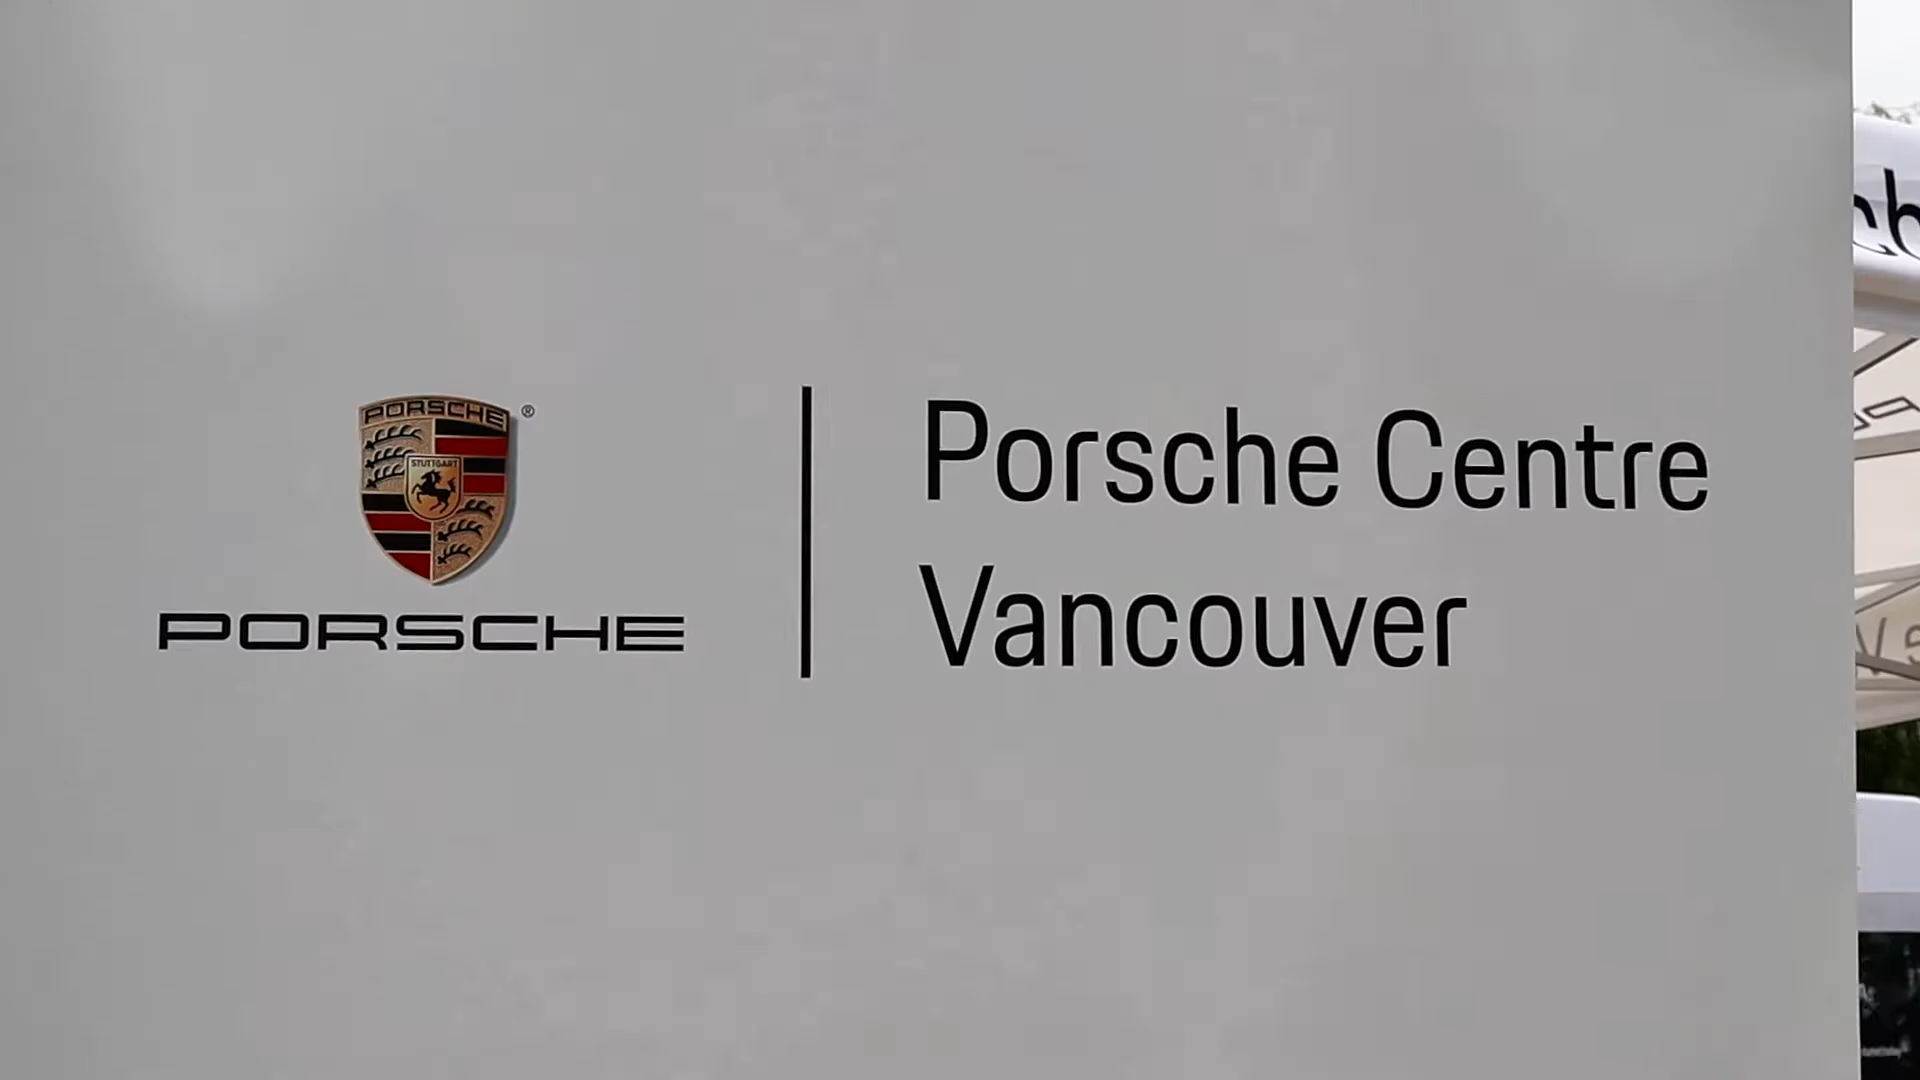 PORSCHE
®
STUTTGART
PORSCHE
Porsche Centre
Vancouver